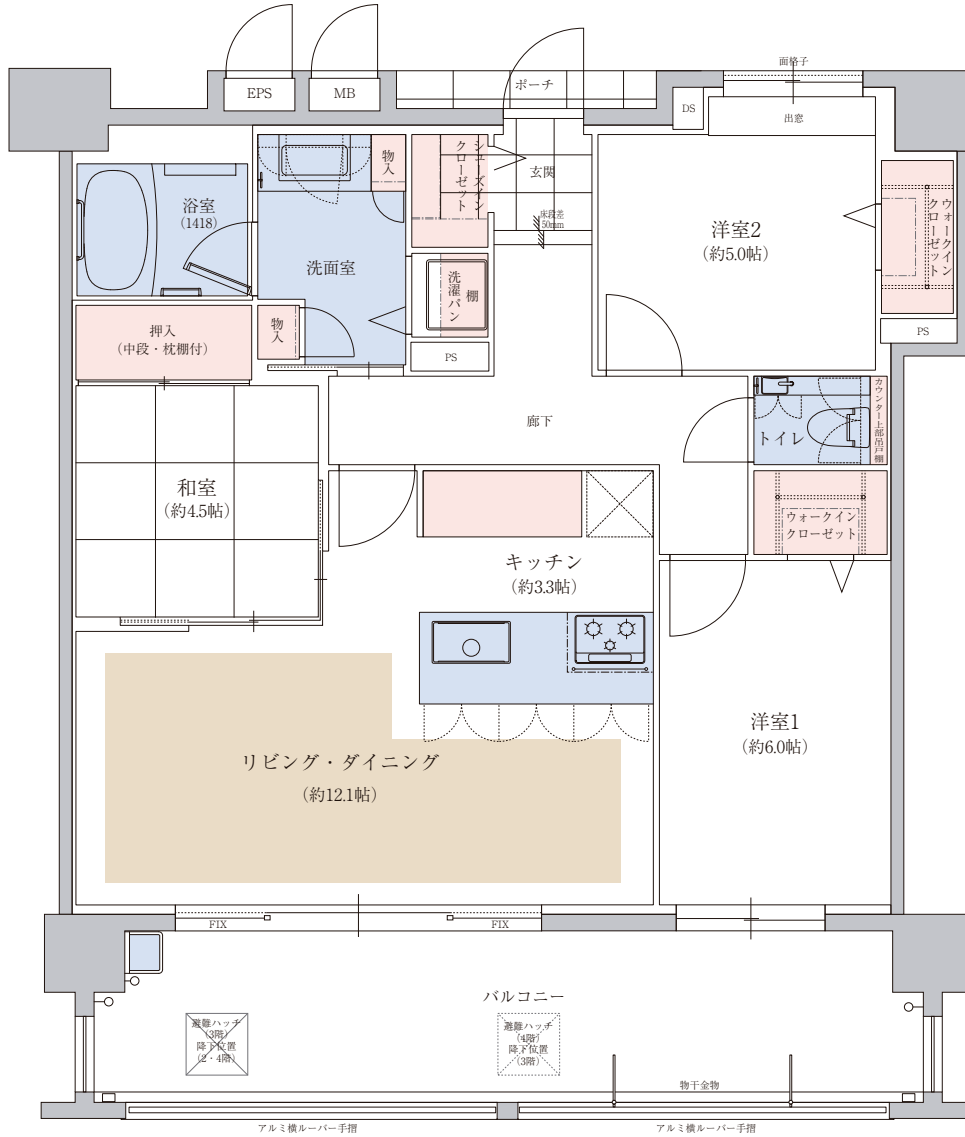 面格子
EPS
MB
ポーチ
DS
出窓
物入
シューズイン
クローゼット
玄関
床段差
50mm
浴室
(1418)
洗面室
洋室2
(約5.0帖)
ウォークイン
クローゼット
洗濯パン
棚
押入
(中段・枕棚付)
物入
PS
PS
廊下
トイレ
カウンター上部吊戸棚
和室
(約4.5帖)
ウォークイン
クローゼット
キッチン
(約3.3帖)
洋室1
(約6.0帖)
リビング・ダイニング
(約12.1帖)
FIX
FIX
バルコニー
避難ハッチ
(3階)
降下位置
(2・4階)
避難ハッチ
(4階)
降下位置
(3階)
物干金物
アルミ横ルーバー手摺
アルミ横ルーバー手摺